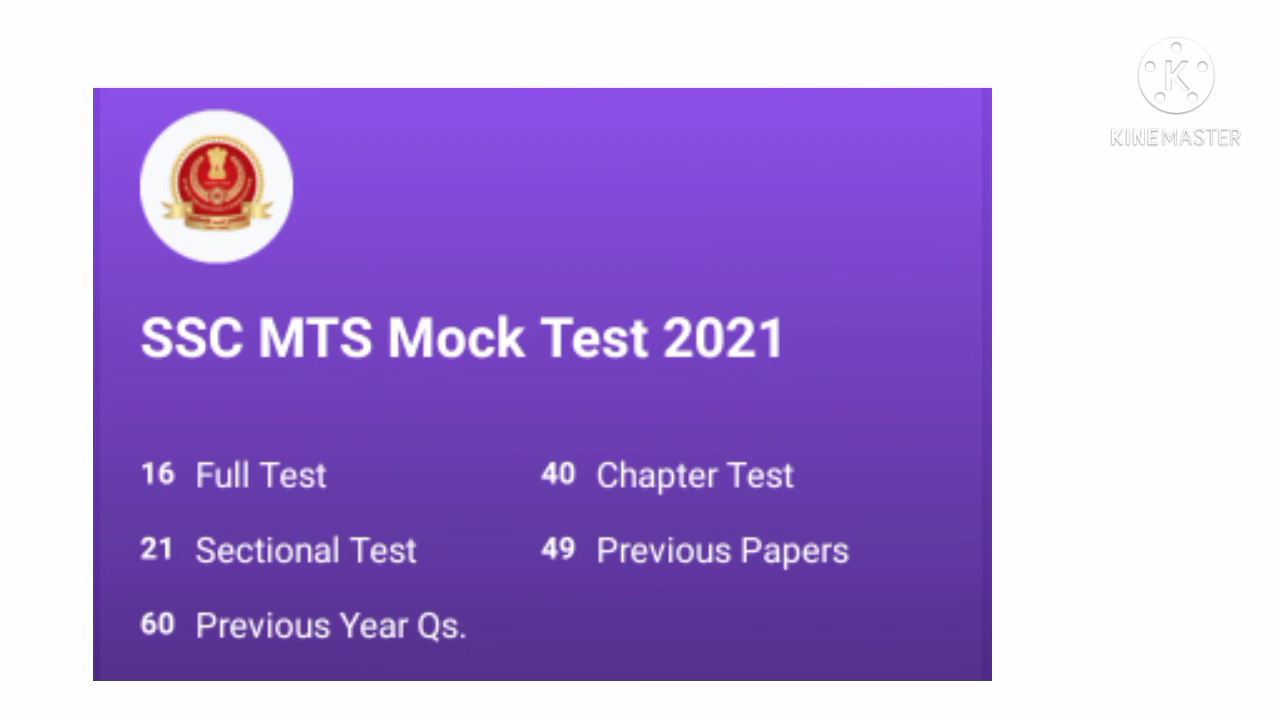 KINEMASTER
SSC MTS Mock Test 2021
16 Full Test
40 Chapter Test
21 Sectional Test
49 Previous Papers
60 Previous Year Qs.